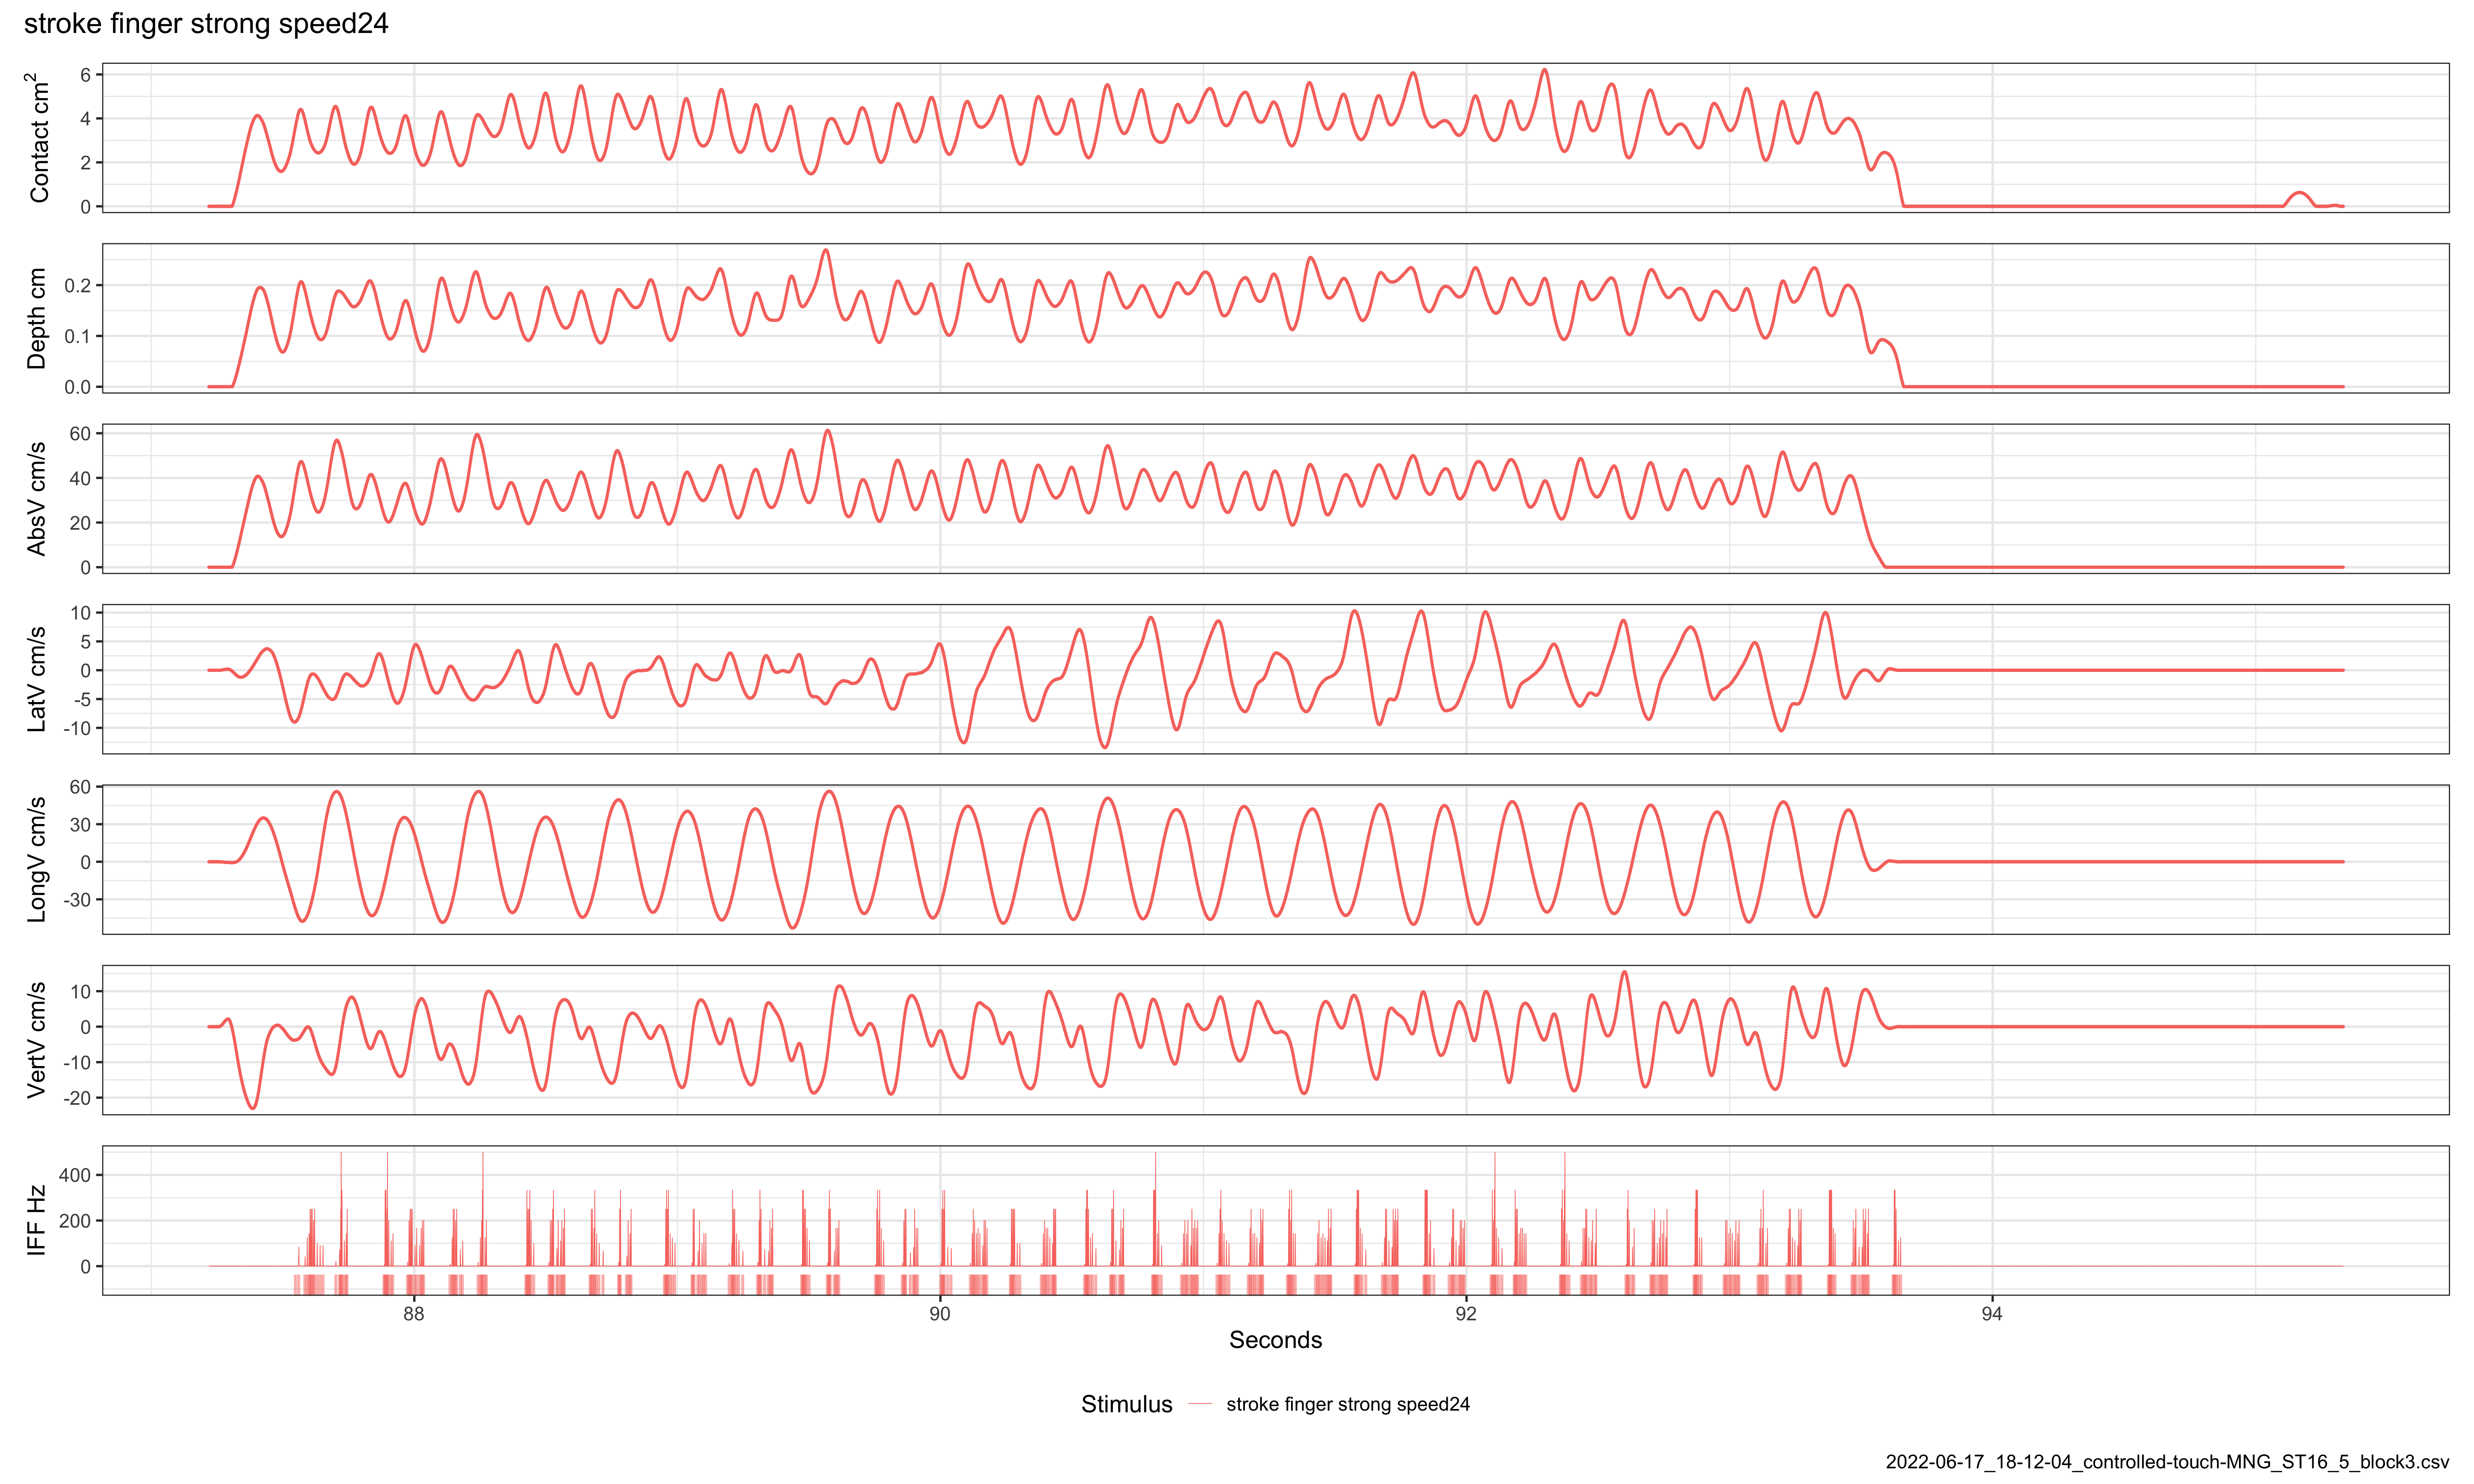 stroke finger strong speed24
Contact cm²
6
4
2
0
Depth cm
0.2
0.1
0.0
AbsV cm/s
60
40
20
0
LatV cm/s
10
5
0
-5
-10
LongV cm/s
60
30
0
-30
VertV cm/s
10
0
-10
-20
IFF Hz
400
200
0
88 90 92 94
Seconds
Stimulus stroke finger strong speed24
2022-06-17_18-12-04_controlled-touch-MNG_ST16_5_block3.csv